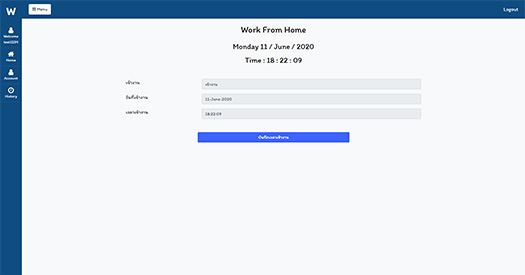 W
Menu
Logout
Welcome
Home
Account
History
Work From Home
Monday 11 / June / 2020
Time : 18 : 22 : 09
เข้างาน
เข้างาน
วันที่เข้างาน
11-June-2020
เวลาเข้างาน
18:22:09
บันทึกเวลาเข้างาน